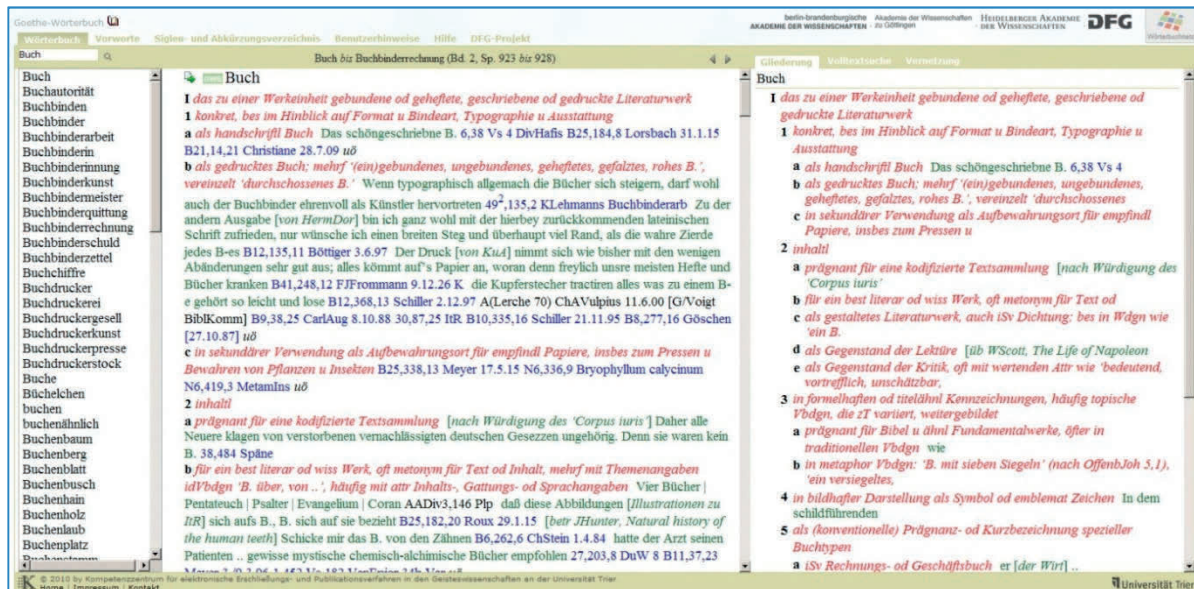 Goethe-Wörterbuch
berlin-brandenburgische
AKADEMIE DER WISSENSCHAFTEN
Akademie der Wissenschaften
zu Göttingen
HEIDELBERGER AKADEMIE
DER WISSENSCHAFTEN
DFG
Wörterbuchnetz
Wörterbuch Vorworte Siglen- und Abkürzungsverzeichnis Benutzerhinweise Hilfe DFG-Projekt
Buch
Buch bis Buchbinderrechnung (Bd. 2, Sp. 923 bis 928)
Gliederung Volltextsuche Vernetzung
Buch
Buchautorität
Buchbinden
Buchbinder
Buchbinderarbeit
Buchbinderin
Buchbinderinnung
Buchbinderkunst
Buchbindermeister
Buchbinderquittung
Buchbinderrechnung
Buchbinderschuld
Buchbinderzettel
Buchchiffre
Buchdrucker
Buchdruckerei
Buchdruckergesell
Buchdruckerkunst
Buchdruckerpresse
Buchdruckerstock
Buche
Büchelchen
buchen
buchenähnlich
Buchenbaum
Buchenberg
Buchenblatt
Buchenbusch
Buchenhain
Buchenholz
Buchenlaub
Buchenplatz
Buch
I das zu einer Werkeinheit gebundene od geheftete, geschriebene od gedruckte Literaturwerk
1 konkret, bes im Hinblick auf Format u Bindeart, Typographie u Ausstattung
a als handschriftl Buch Das schöngeschriebne B. 6,38 Vs 4 DivHafis B25,184,8 Lorsbach 31.1.15
B21,14,21 Christiane 28.7.09 uö
b als gedrucktes Buch; mehrf '(ein)gebundenes, ungebundenes, geheftetes, gefalztes, rohes B.',
vereinzelt 'durchschossenes B.' Wenn typographisch allgemach die Bücher sich steigern, darf wohl
auch der Buchbinder ehrenvoll als Künstler hervortreten 49²,135,2 KLehmanns Buchbinderarb Zu der
andern Ausgabe [von HermDor] bin ich ganz wohl mit der hierbey zurückkommenden lateinischen
Schrift zufrieden, nur wünsche ich einen breiten Steg und überhaupt viel Rand, als die wahre Zierde
jedes B-es B12,135,11 Böttiger 3.6.97 Der Druck [von KuA] nimmt sich wie bisher mit den wenigen
Abänderungen sehr gut aus; alles kömmt auf's Papier an, woran denn freylich unsre meisten Hefte und
Bücher kranken B41,248,12 FJFrommann 9.12.26 K die Kupferstecher tractiren alles was zu einem B-
e gehört so leicht und lose B12,368,13 Schiller 2.12.97 A(Lerche 70) ChAVulpius 11.6.00 [G/Voigt
BiblKomm] B9,38,25 CarlAug 8.10.88 30,87,25 ItR B10,335,16 Schiller 21.11.95 B8,277,16 Göschen
[27.10.87] uö
c in sekundärer Verwendung als Aufbewahrungsort für empfindl Papiere, insbes zum Pressen u
Bewahren von Pflanzen u Insekten B25,338,13 Meyer 17.5.15 N6,336,9 Bryophyllum calycinum
N6,419,3 MetamIns uö
2 inhaltl
a prägnant für eine kodifizierte Textsammlung [nach Würdigung des 'Corpus iuris'] Daher alle
Neuere klagen von verstorbenen vernachlässigten deutschen Gesezzen ungehörig. Denn sie waren kein
B. 38,484 Späne
b für ein best literar od wiss Werk, oft metonym für Text od Inhalt, mehrf mit Themenangaben
idVbdgn 'B. über, von ..', häufig mit attr Inhalts-, Gattungs- od Sprachangaben Vier Bücher |
Pentateuch | Psalter | Evangelium | Coran AADiv3,146 Plp daß diese Abbildungen [Illustrationen zu
ItR] sich aufs B., B. sich auf sie bezieht B25,182,20 Roux 29.1.15 [betr JHunter, Natural history of
the human teeth] Schicke mir das B. von den Zähnen B6,262,6 ChStein 1.4.84 hatte der Arzt seinen
Patienten .. gewisse mystische chemisch-alchimische Bücher empfohlen 27,203,8 DuW 8 B11,37,23
Buch
I das zu einer Werkeinheit gebundene od geheftete, geschriebene od
gedruckte Literaturwerk
1 konkret, bes im Hinblick auf Format u Bindeart, Typographie u
Ausstattung
a als handschriftl Buch Das schöngeschriebne B. 6,38 Vs 4
b als gedrucktes Buch; mehrf '(ein)gebundenes, ungebundenes,
geheftetes, gefalztes, rohes B.', vereinzelt 'durchschossenes
c in sekundärer Verwendung als Aufbewahrungsort für empfindl
Papiere, insbes zum Pressen u
2 inhaltl
a prägnant für eine kodifizierte Textsammlung [nach Würdigung des
'Corpus iuris'
b für ein best literar od wiss Werk, oft metonym für Text od
c als gestaltetes Literaturwerk, auch iSv Dichtung; bes in Wdgn wie
'ein B.
d als Gegenstand der Lektüre [üb WScott, The Life of Napoleon
e als Gegenstand der Kritik, oft mit wertenden Attr wie 'bedeutend,
vortrefflich, unschätzbar,
3 in formelhaften od titelähnl Kennzeichnungen, häufig topische
Vbdgn, die zT variiert, weitergebildet
a prägnant für Bibel u ähnl Fundamentalwerke, öfter in
traditionellen Vbdgn wie
b in metaphor Vbdgn: 'B. mit sieben Siegeln' (nach OffenbJoh 5,1),
'ein versiegeltes,
4 in bildhafter Darstellung als Symbol od emblemat Zeichen In dem
schildführenden
5 als (konventionelle) Prägnanz- od Kurzbezeichnung spezieller
Buchtypen
a iSv Rechnungs- od Geschäftsbuch er [der Wirt] ..
© 2010 by Kompetenzzentrum für elektronische Erschließungs- und Publikationsverfahren in den Geisteswissenschaften an der Universität Trier
Home | Impressum | Kontakt
Universität Trier